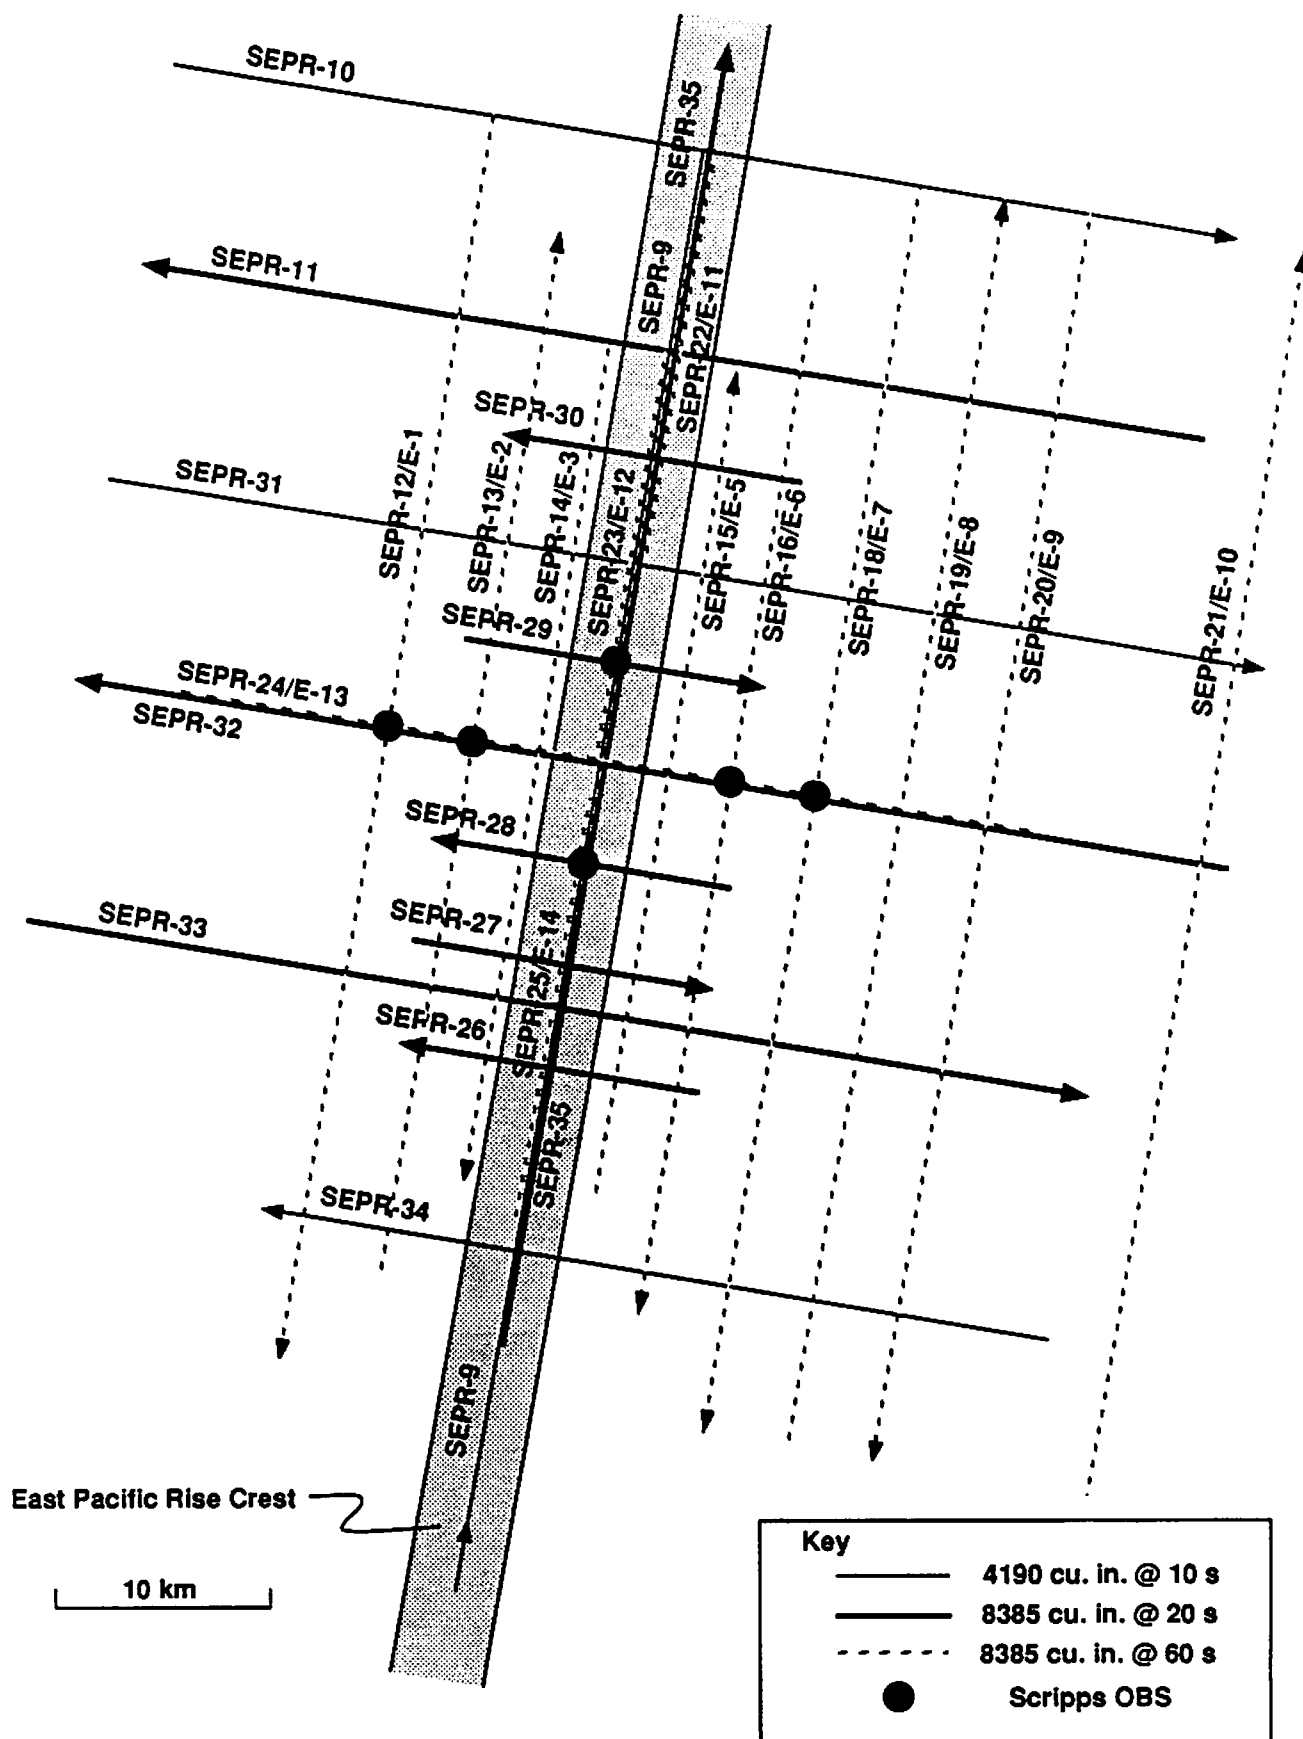 SEPR-10
SEPR-35
SEPR-11
SEPR-9
SEPR-22/E-11
SEPR-30
SEPR-31
SEPR-12/E-1
SEPR-13/E-2
SEPR-14/E-3
SEPR-23/E-12
SEPR-15/E-5
SEPR-16/E-6
SEPR-18/E-7
SEPR-19/E-8
SEPR-20/E-9
SEPR-21/E-10
SEPR-29
SEPR-24/E-13
SEPR-32
SEPR-28
SEPR-27
SEPR-33
SEPR-25/E-14
SEPR-26
SEPR-35
SEPR-34
SEPR-9
East Pacific Rise Crest
10 km
Key
4190 cu. in. @ 10 s
8385 cu. in. @ 20 s
8385 cu. in. @ 60 s
Scripps OBS